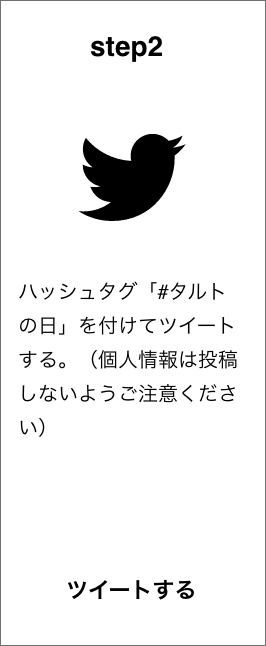 step2
ハッシュタグ「#タルト
の日」を付けてツイート
する。（個人情報は投稿
しないようご注意くださ
い）
ツイートする